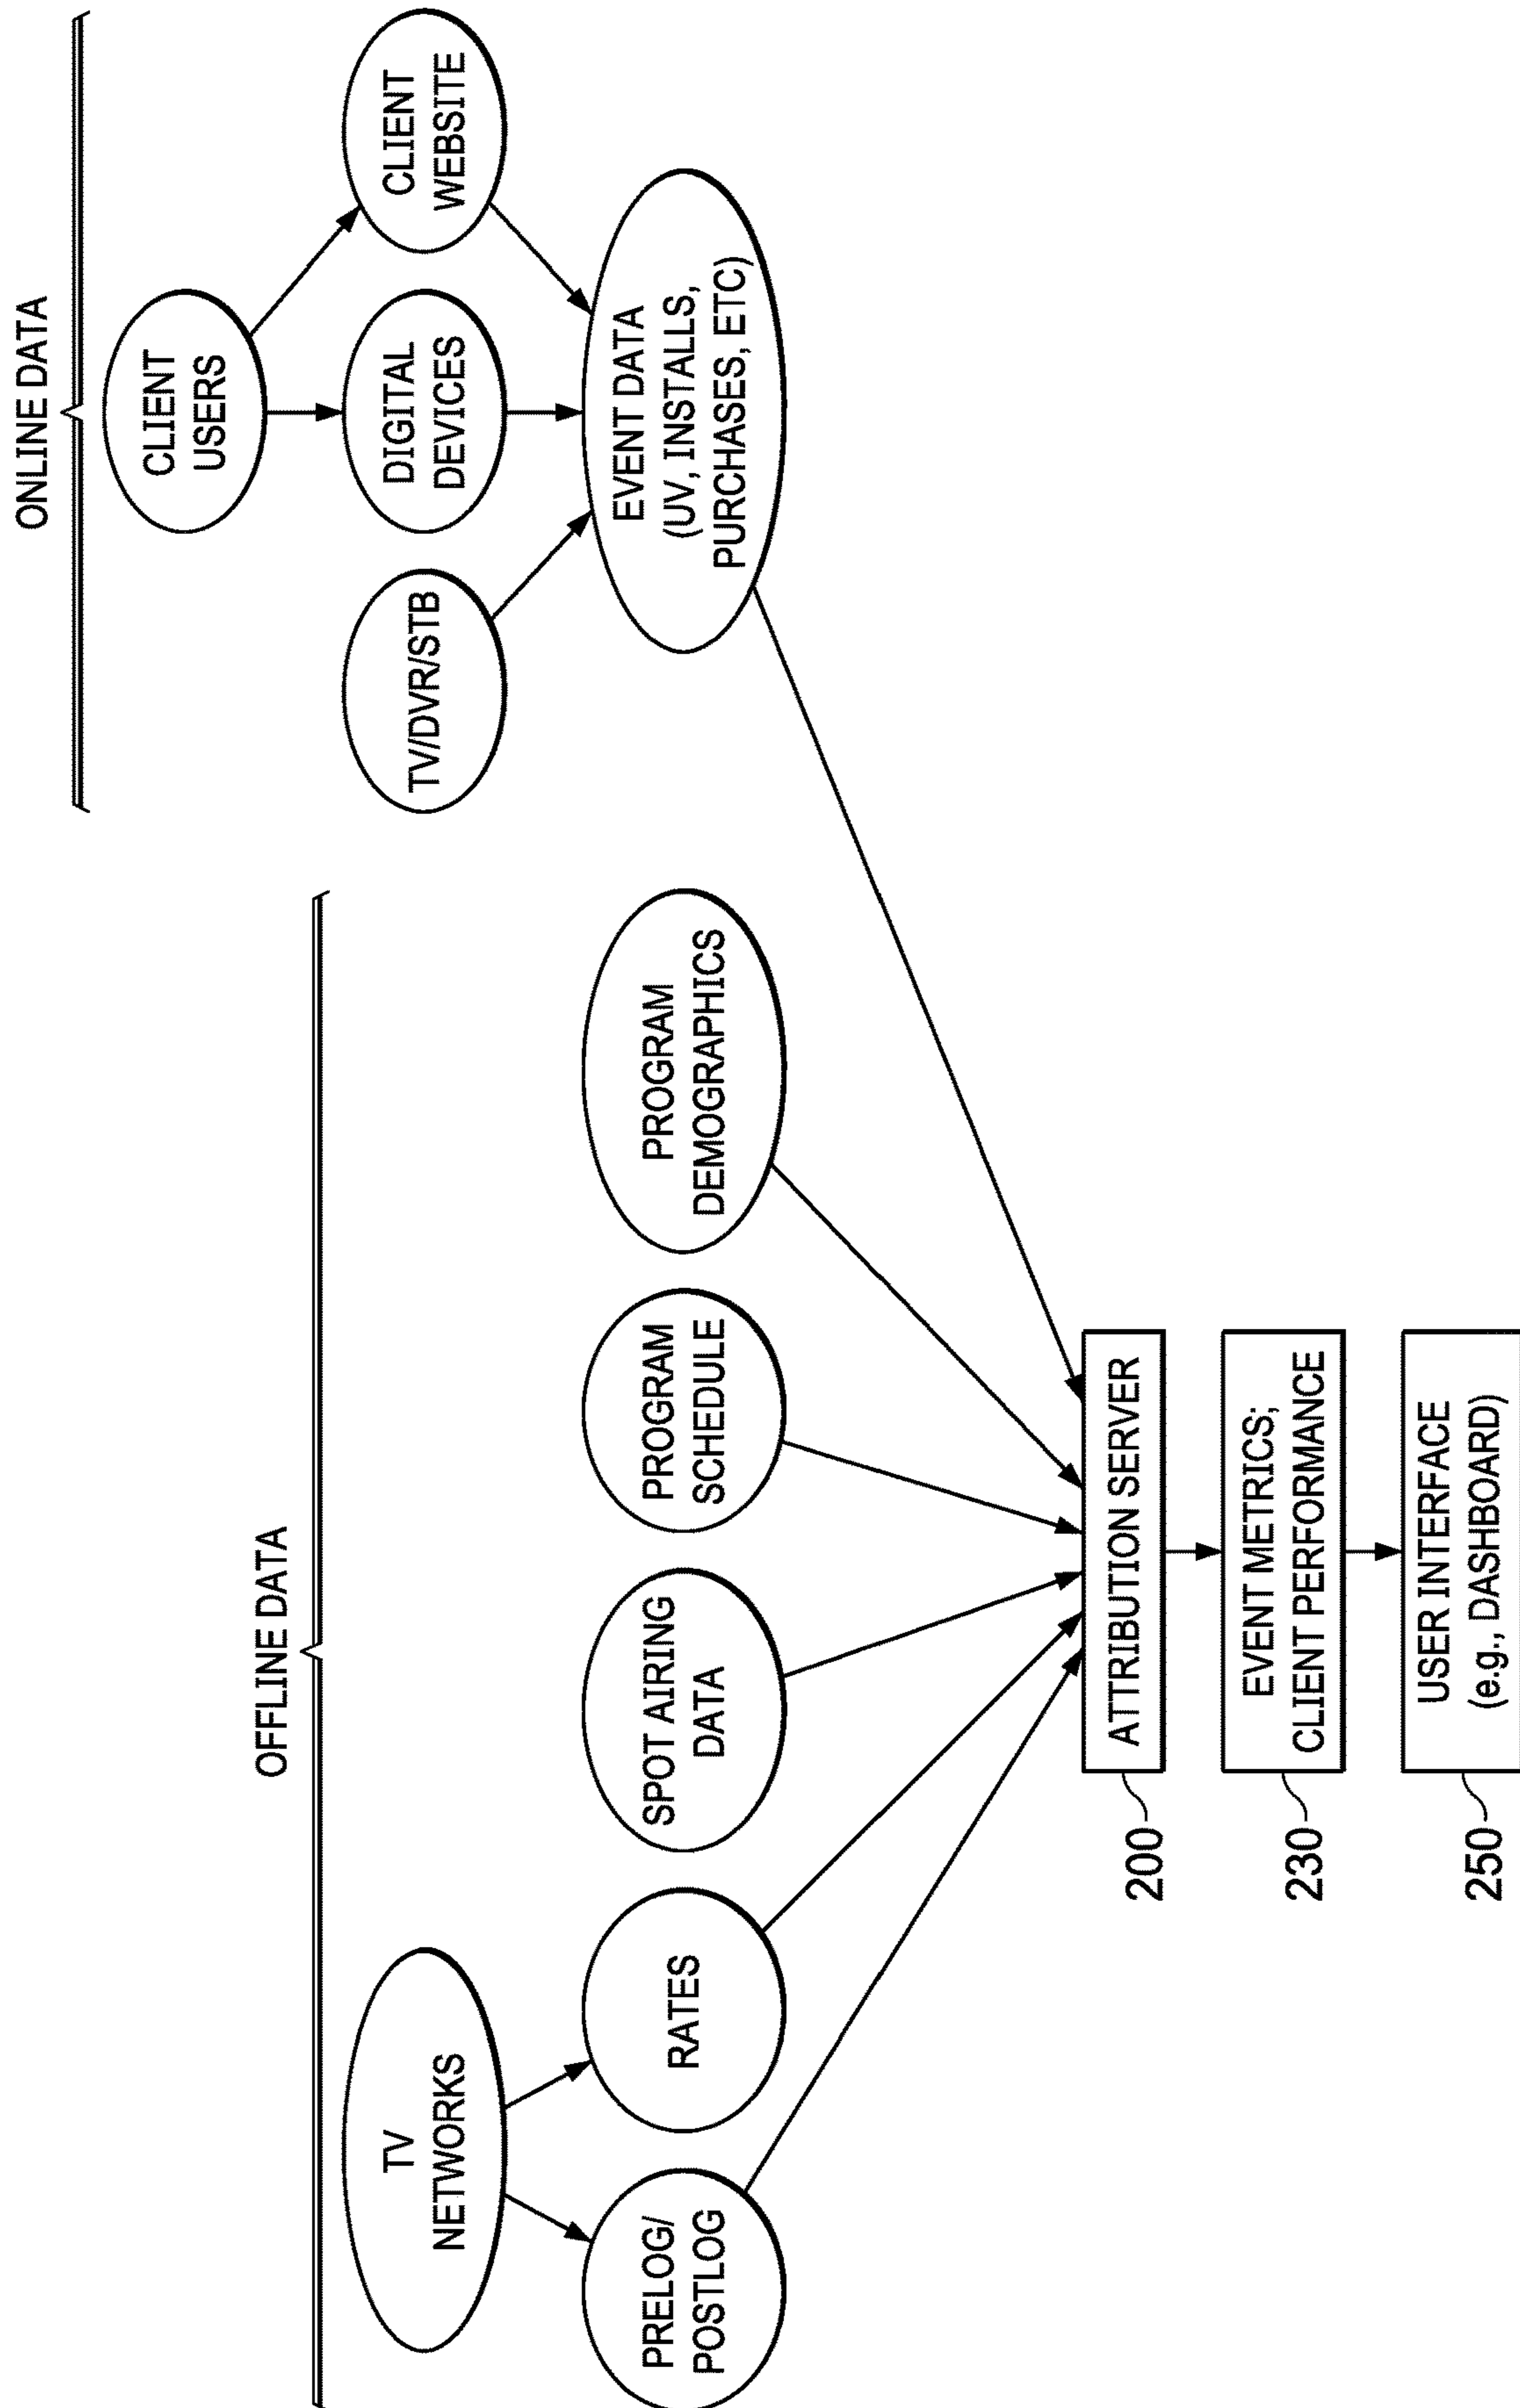 ONLINE DATA
CLIENT
USERS
TV/DVR/STB
DIGITAL
DEVICES
CLIENT
WEBSITE
EVENT DATA
(UV, INSTALLS,
PURCHASES, ETC)
OFFLINE DATA
TV
NETWORKS
PRELOG/
POSTLOG
RATES
SPOT AIRING
DATA
PROGRAM
SCHEDULE
PROGRAM
DEMOGRAPHICS
200
ATTRIBUTION SERVER
230
EVENT METRICS;
CLIENT PERFORMANCE
250
USER INTERFACE
(e.g., DASHBOARD)